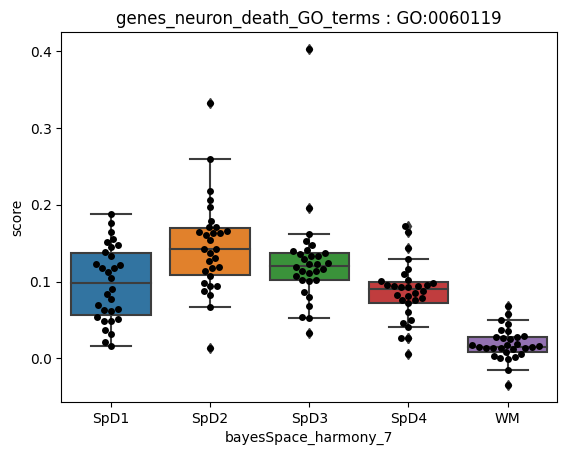 genes_neuron_death_GO_terms : GO:0060119
0.4
0.3
0.2
0.1
0.0
score
SpD1 SpD2 SpD3 SpD4 WM
bayesSpace_harmony_7